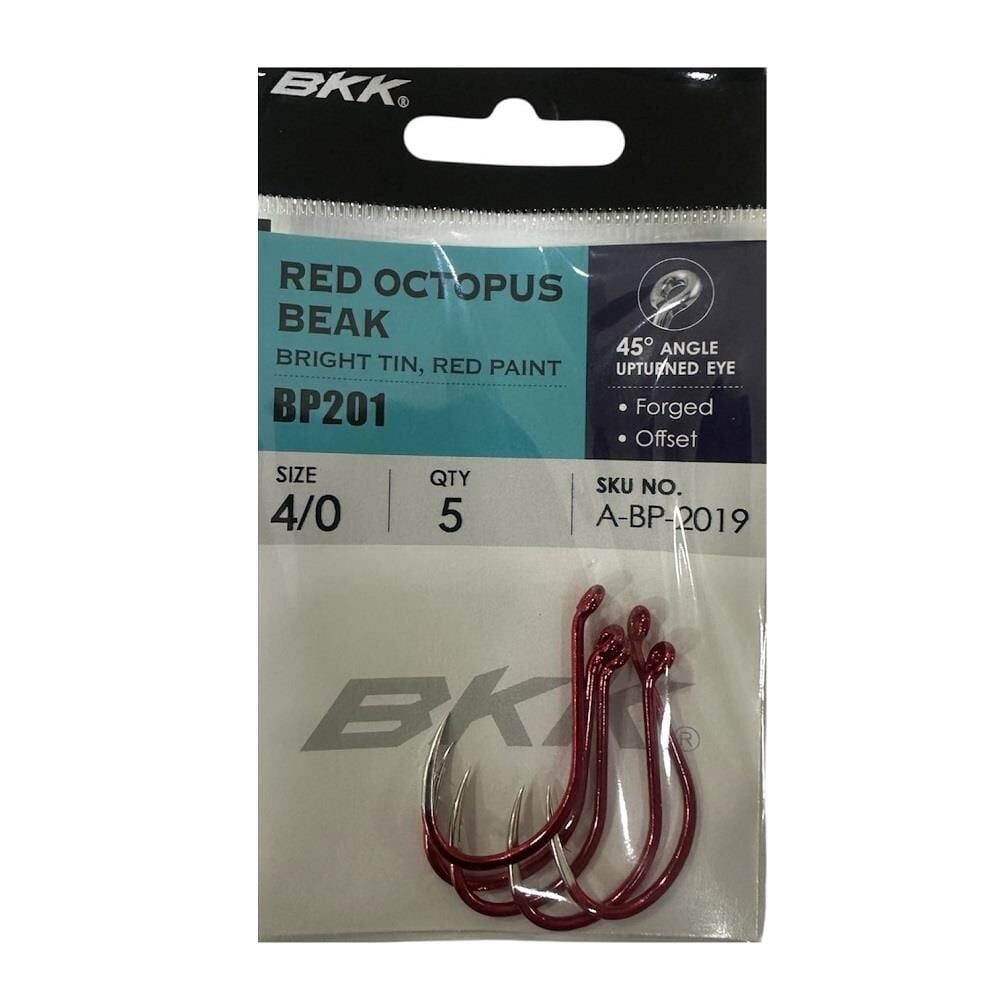 BKK®
RED OCTOPUS
BEAK
BRIGHT TIN, RED PAINT
BP201
45° ANGLE
UPTURNED EYE
• Forged
• Offset
SIZE
4/0
QTY
5
SKU NO.
A-BP-2019
BKK®